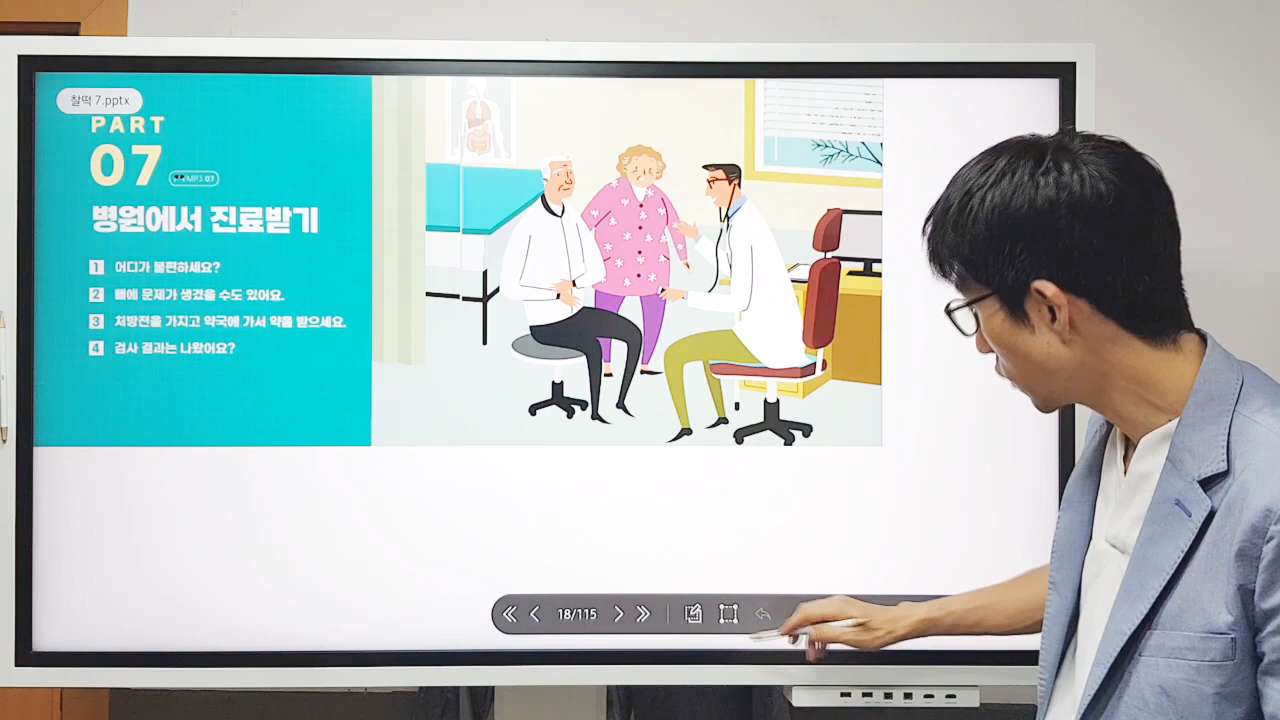 찰떡 7.pptx
PART
07
MP3 07
병원에서 진료받기
1 어디가 불편하세요?
2 뼈에 문제가 생겼을 수도 있어요.
3 처방전을 가지고 약국에 가서 약을 받으세요.
4 검사 결과는 나왔어요?
18/115